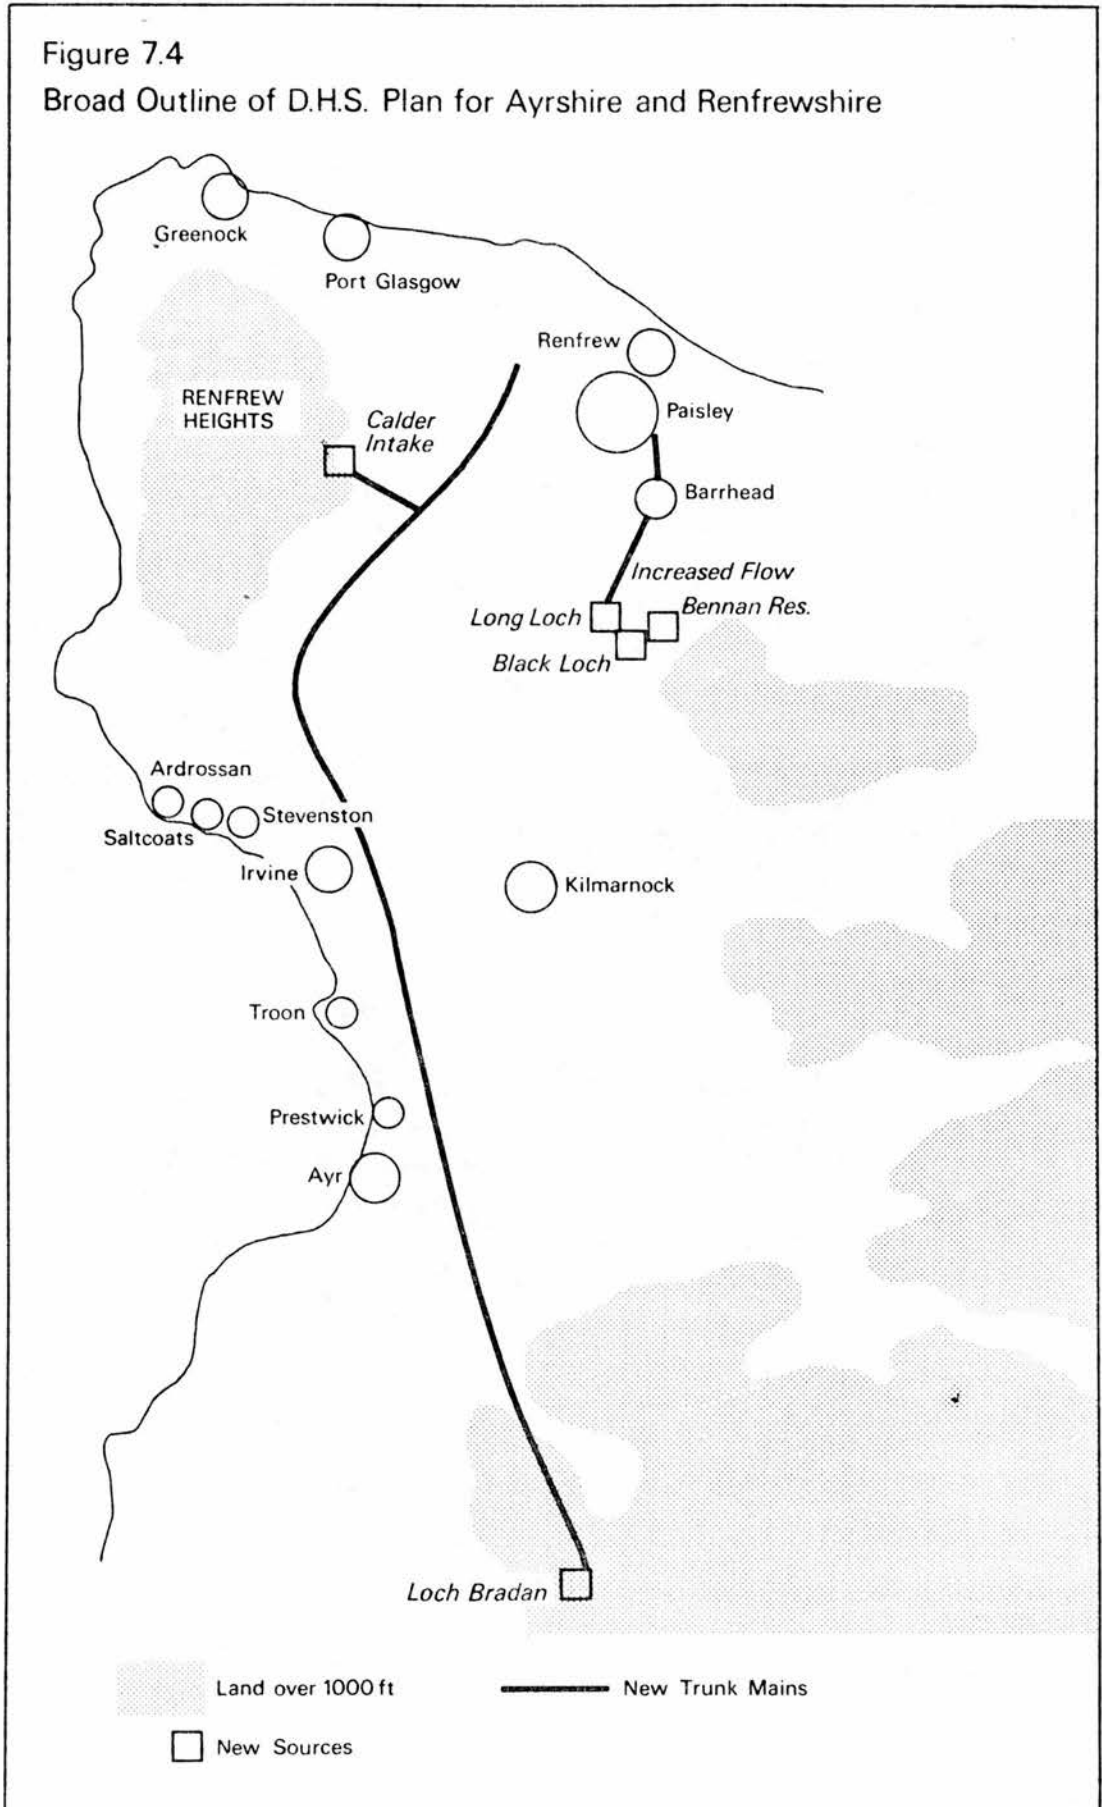 Figure 7.4
Broad Outline of D.H.S. Plan for Ayrshire and Renfrewshire
Greenock
Port Glasgow
Renfrew
RENFREW
HEIGHTS
Calder
Intake
Paisley
Barrhead
Increased Flow
Long Loch
Bennan Res.
Black Loch
Ardrossan
Saltcoats
Stevenston
Irvine
Kilmarnock
Troon
Prestwick
Ayr
Loch Bradan
Land over 1000 ft
New Trunk Mains
New Sources